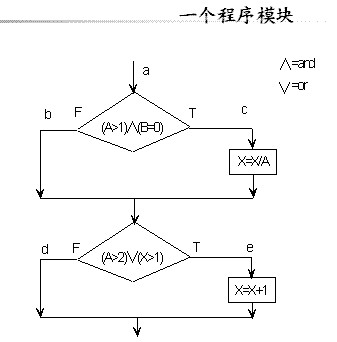 一个程序模块
∧=and
∨=or
a
b
F
T
c
(A>1)∧(B=0)
X=X/A
d
F
T
e
(A>2)∨(X>1)
X=X+1